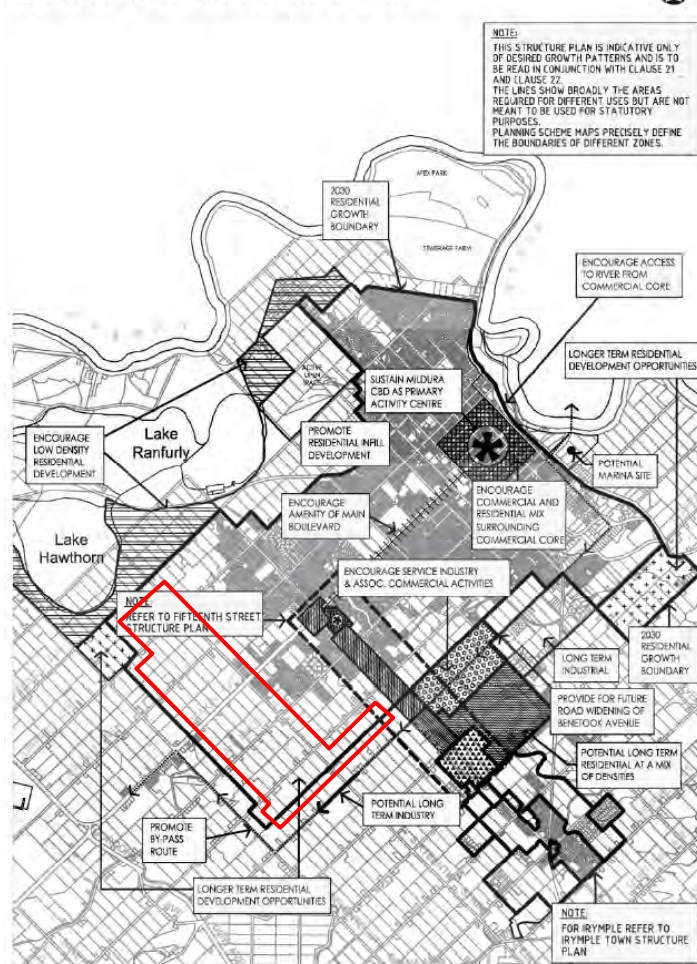 NOTE:
THIS STRUCTURE PLAN IS INDICATIVE ONLY
OF DESIRED GROWTH PATTERNS AND IS TO
BE READ IN CONJUNCTION WITH CLAUSE 21
AND CLAUSE 22.
THE LINES SHOW BROADLY THE AREAS
REQUIRED FOR DIFFERENT USES BUT ARE NOT
MEANT TO BE USED FOR STATUTORY
PURPOSES.
PLANNING SCHEME MAPS PRECISELY DEFINE
THE BOUNDARIES OF DIFFERENT ZONES.
APEX PARK
2030
RESIDENTIAL
GROWTH
BOUNDARY
SEWERAGE FARM
ENCOURAGE ACCESS
TO RIVER FROM
COMMERCIAL CORE
LONGER TERM RESIDENTIAL
DEVELOPMENT OPPORTUNITIES
ACTIVE
OPEN
SPACE
SUSTAIN MILDURA
CBD AS PRIMARY
ACTIVITY CENTRE
ENCOURAGE
LOW DENSITY
RESIDENTIAL
DEVELOPMENT
Lake
Ranfurly
PROMOTE
RESIDENTIAL INFILL
DEVELOPMENT
POTENTIAL
MARINA SITE
ENCOURAGE
AMENITY OF MAIN
BOULEVARD
ENCOURAGE
COMMERCIAL AND
RESIDENTIAL MIX
SURROUNDING
COMMERCIAL CORE
Lake
Hawthorn
ENCOURAGE SERVICE INDUSTRY
& ASSOC. COMMERCIAL ACTIVITIES
NOTE:
REFER TO FIFTEENTH STREET
STRUCTURE PLAN
LONG TERM
INDUSTRIAL
2030
RESIDENTIAL
GROWTH
BOUNDARY
PROVIDE FOR FUTURE
ROAD WIDENING OF
BENETOOK AVENUE
POTENTIAL LONG TERM
RESIDENTIAL AT A MIX
OF DENSITIES
POTENTIAL LONG
TERM INDUSTRY
PROMOTE
BY-PASS
ROUTE
LONGER TERM RESIDENTIAL
DEVELOPMENT OPPORTUNITIES
NOTE:
FOR IRYMPLE REFER TO
IRYMPLE TOWN STRUCTURE
PLAN